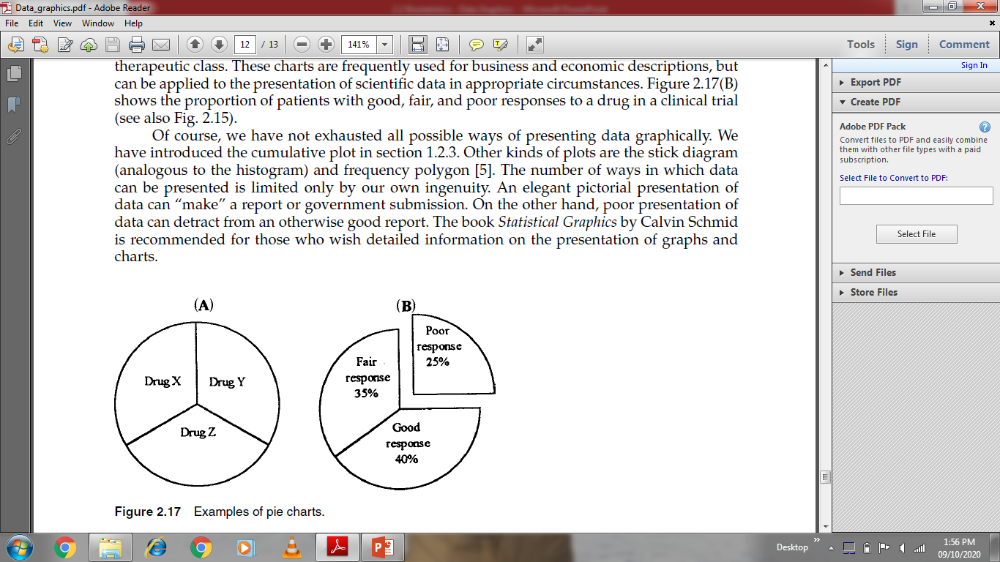 Data_graphics.pdf - Adobe Reader
File Edit View Window Help
12 / 13
141%
Tools Sign Comment
Sign In
therapeutic class. These charts are frequently used for business and economic descriptions, but
can be applied to the presentation of scientific data in appropriate circumstances. Figure 2.17(B)
shows the proportion of patients with good, fair, and poor responses to a drug in a clinical trial
(see also Fig. 2.15).
Of course, we have not exhausted all possible ways of presenting data graphically. We
have introduced the cumulative plot in section 1.2.3. Other kinds of plots are the stick diagram
(analogous to the histogram) and frequency polygon [5]. The number of ways in which data
can be presented is limited only by our own ingenuity. An elegant pictorial presentation of
data can “make” a report or government submission. On the other hand, poor presentation of
data can detract from an otherwise good report. The book Statistical Graphics by Calvin Schmid
is recommended for those who wish detailed information on the presentation of graphs and
charts.
(A)
Drug X
Drug Y
Drug Z
(B)
Poor
response
25%
Fair
response
35%
Good
response
40%
Figure 2.17 Examples of pie charts.
Export PDF
Create PDF
Adobe PDF Pack
Convert files to PDF and easily combine
them with other file types with a paid
subscription.
Select File to Convert to PDF:
Select File
Send Files
Store Files
Desktop
1:56 PM
09/10/2020